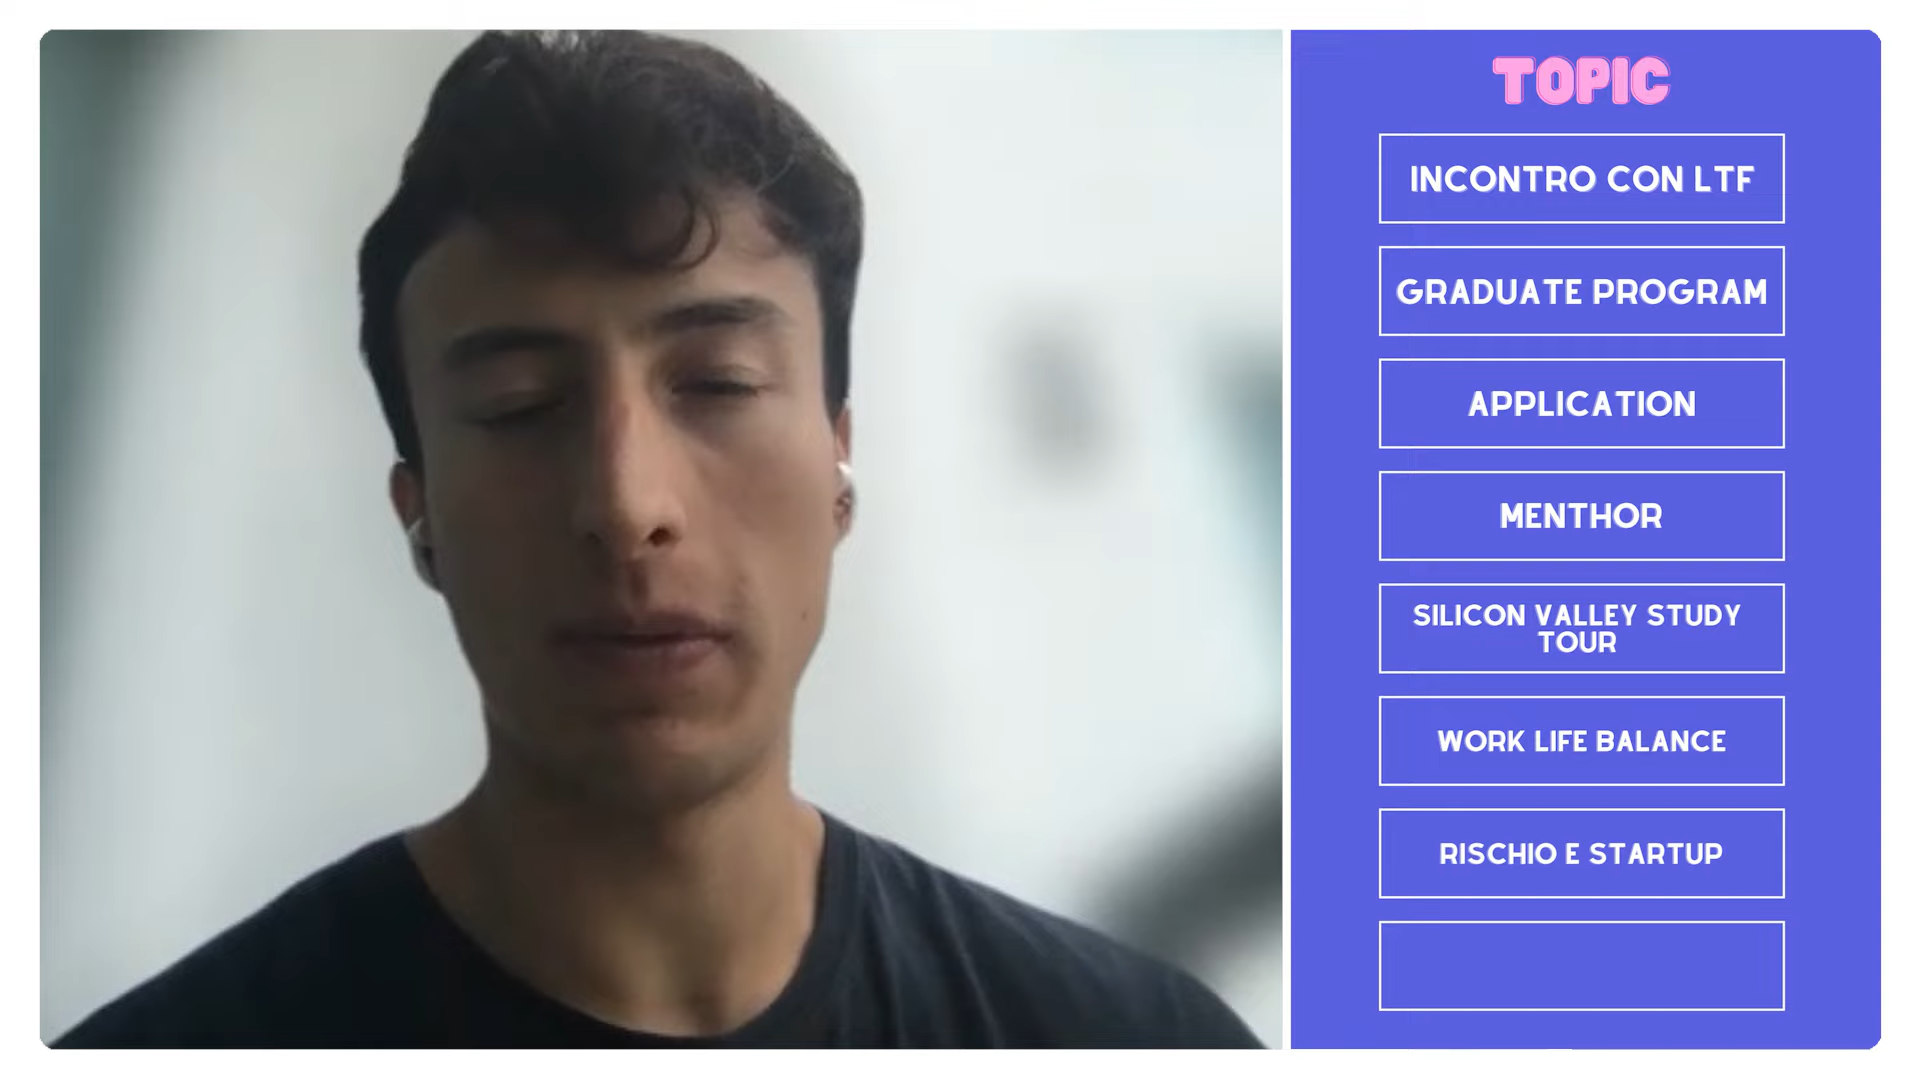 TOPIC
INCONTRO CON LTF
GRADUATE PROGRAM
APPLICATION
MENTHOR
SILICON VALLEY STUDY
TOUR
WORK LIFE BALANCE
RISCHIO E STARTUP